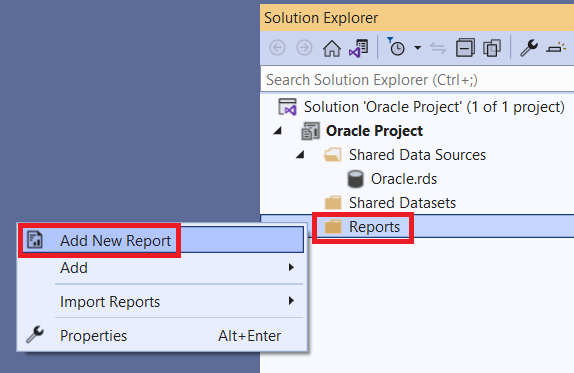 Solution Explorer
Search Solution Explorer (Ctrl+;)
Solution 'Oracle Project' (1 of 1 project)
Oracle Project
Shared Data Sources
Oracle.rds
Shared Datasets
Reports
Add New Report
Add
Import Reports
Properties Alt+Enter